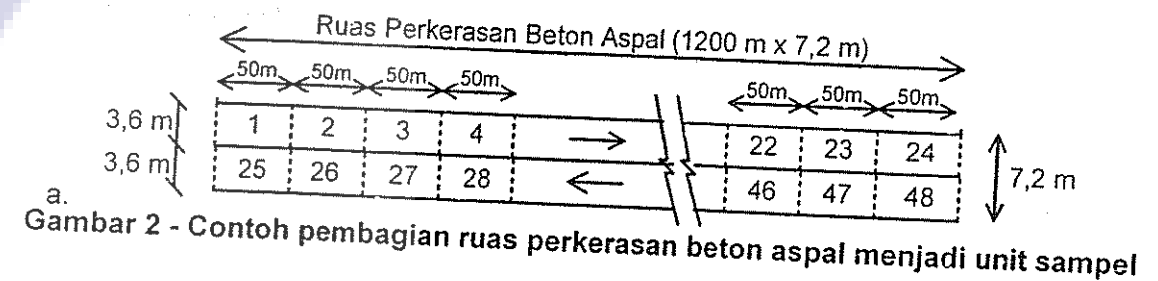 Ruas Perkerasan Beton Aspal (1200 m x 7,2 m)
50m 50m 50m 50m 50m 50m 50m
3,6 m 1 2 3 4 22 23 24
3,6 m 25 26 27 28 46 47 48 7,2 m
a.
Gambar 2 - Contoh pembagian ruas perkerasan beton aspal menjadi unit sampel